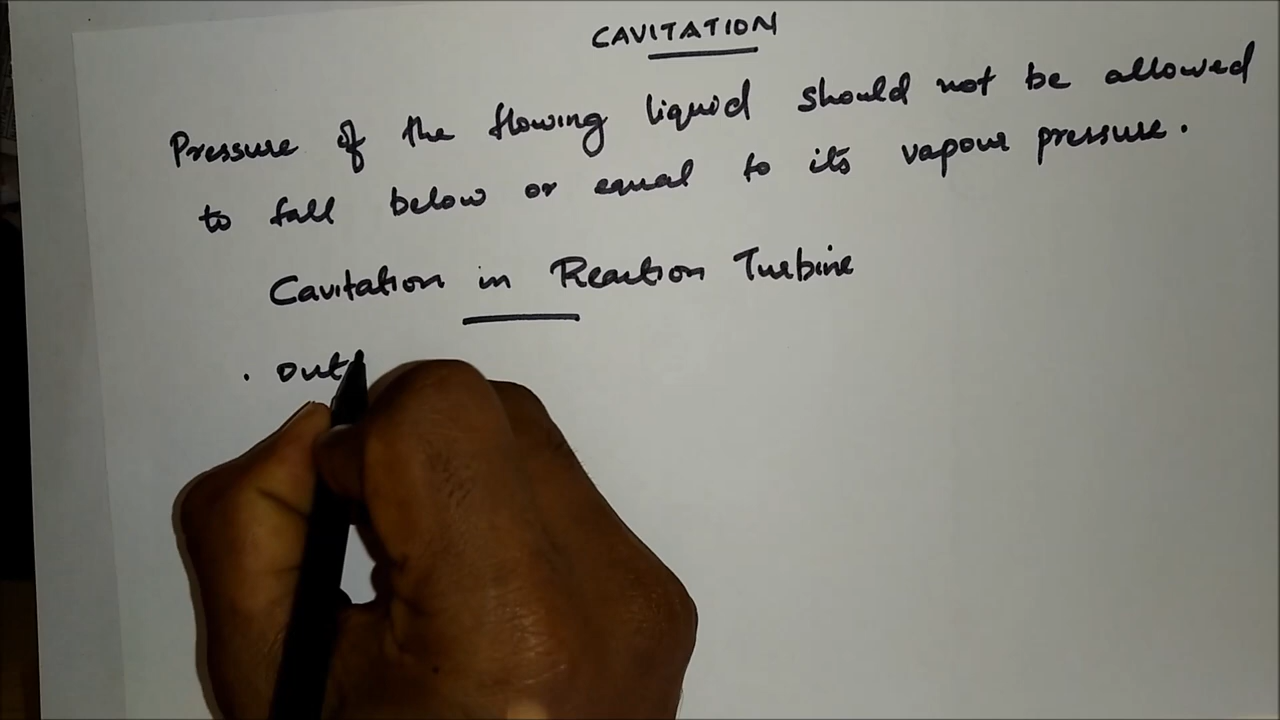 CAVITATION
Pressure of the flowing liquid should not be allowed
to fall below or equal to its vapour pressure.
Cavitation in Reaction Turbine
. out